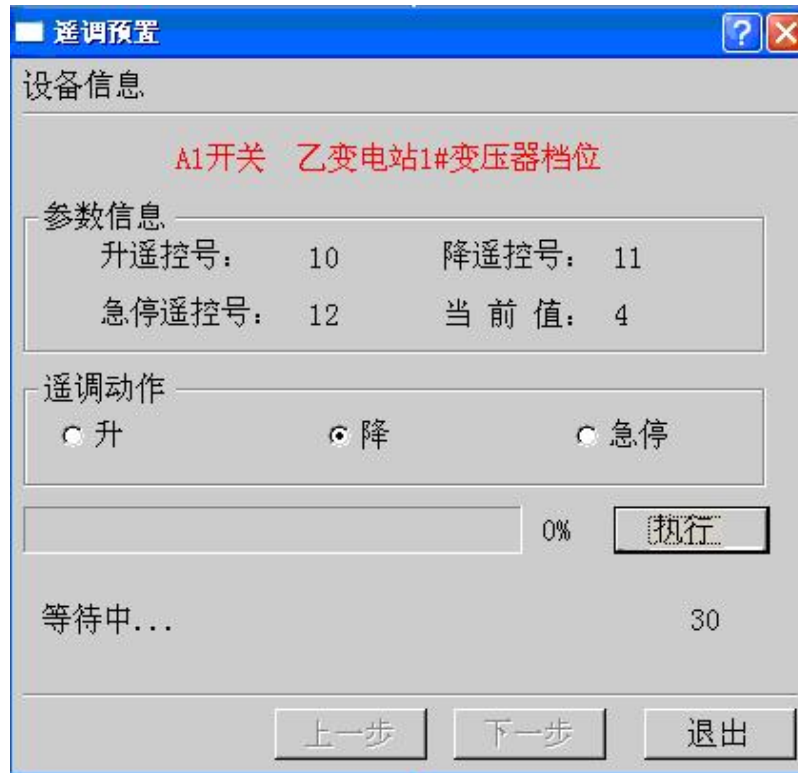 遥调预置
设备信息
A1开关 乙变电站1#变压器档位
参数信息
升遥控号: 10 降遥控号: 11
急停遥控号: 12 当 前 值: 4
遥调动作
升 降 急停
0% 执行
等待中... 30
上一步 下一步 退出